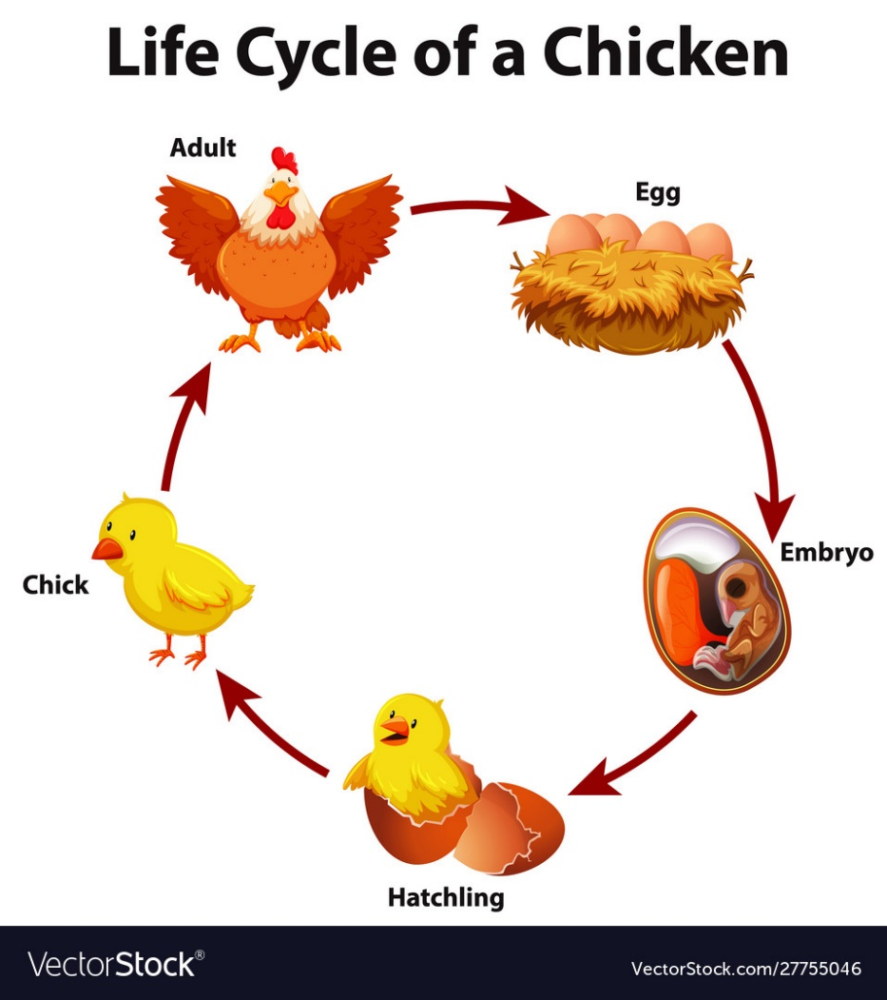 Life Cycle of a Chicken
Adult
Egg
Embryo
Chick
Hatchling
VectorStock®
VectorStock.com/27755046